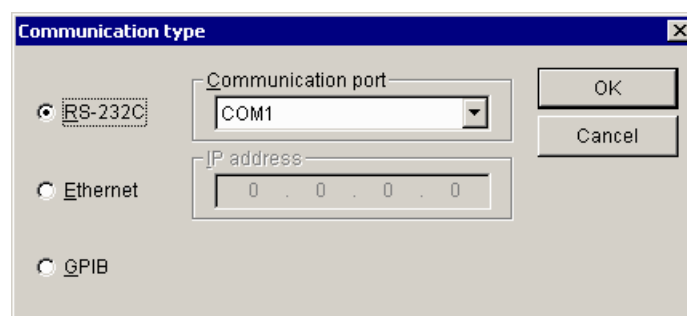 Communication type
RS-232C
Communication port
COM1
OK
Cancel
IP address
0 . 0 . 0 . 0
Ethernet
GPIB